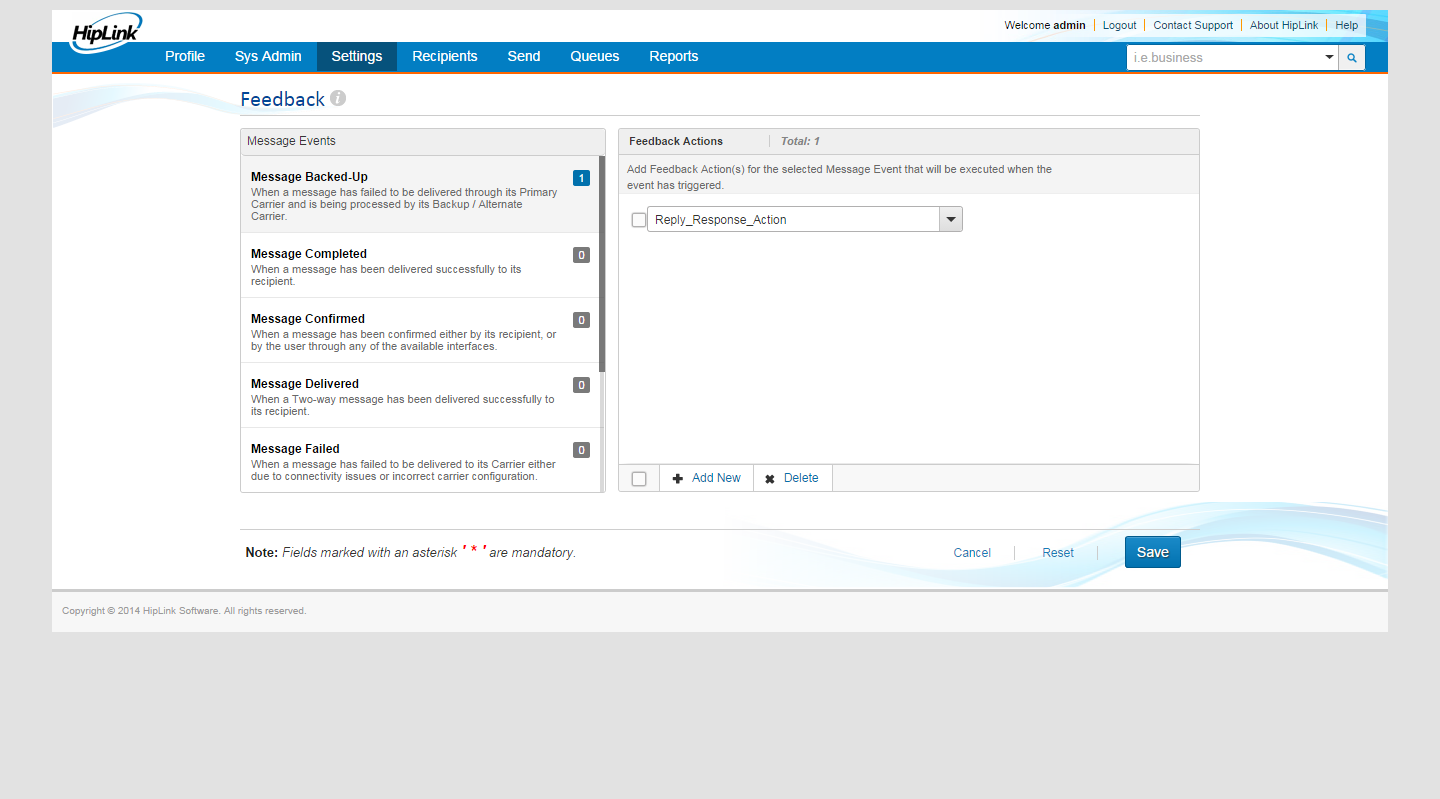 HipLink
Welcome admin Logout Contact Support About HipLink Help
Profile Sys Admin Settings Recipients Send Queues Reports i.e.business
Feedback i
Message Events
Message Backed-Up 1
When a message has failed to be delivered through its Primary
Carrier and is being processed by its Backup / Alternate
Carrier.
Message Completed 0
When a message has been delivered successfully to its
recipient.
Message Confirmed 0
When a message has been confirmed either by its recipient, or
by the user through any of the available interfaces.
Message Delivered 0
When a Two-way message has been delivered successfully to
its recipient.
Message Failed 0
When a message has failed to be delivered to its Carrier either
due to connectivity issues or incorrect carrier configuration.
Feedback Actions Total: 1
Add Feedback Action(s) for the selected Message Event that will be executed when the
event has triggered.
Reply_Response_Action
Add New Delete
Note: Fields marked with an asterisk ' * ' are mandatory.
Cancel Reset Save
Copyright © 2014 HipLink Software. All rights reserved.